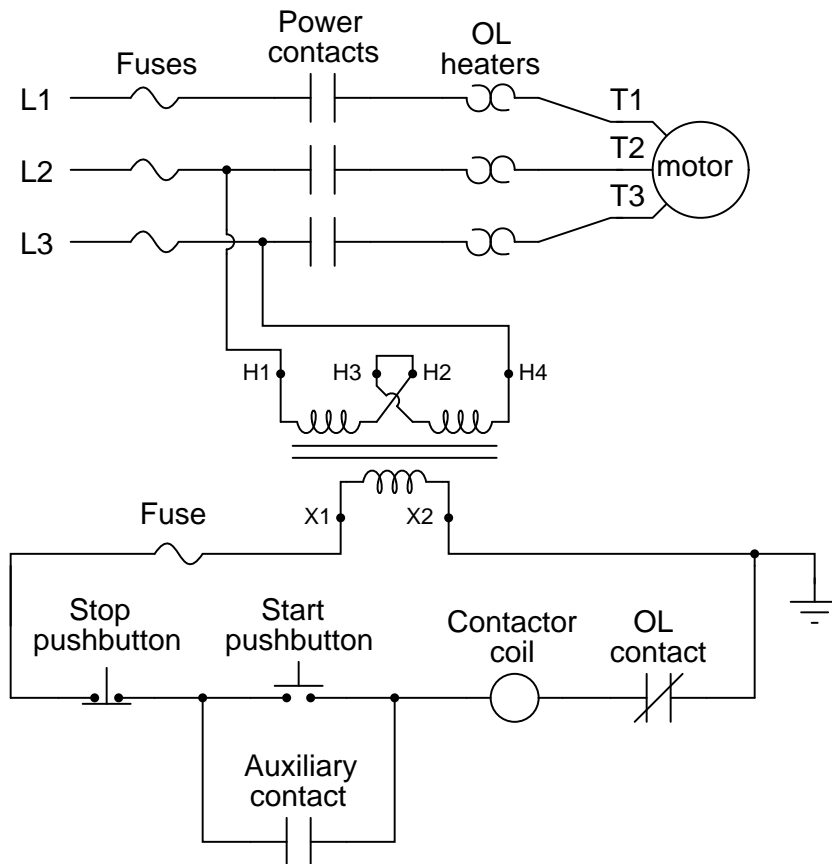 Fuses
Power
contacts
OL
heaters
L1
T1
L2
T2
motor
L3
T3
H1
H3
H2
H4
Fuse
X1
X2
Stop
pushbutton
Start
pushbutton
Contactor
coil
OL
contact
Auxiliary
contact